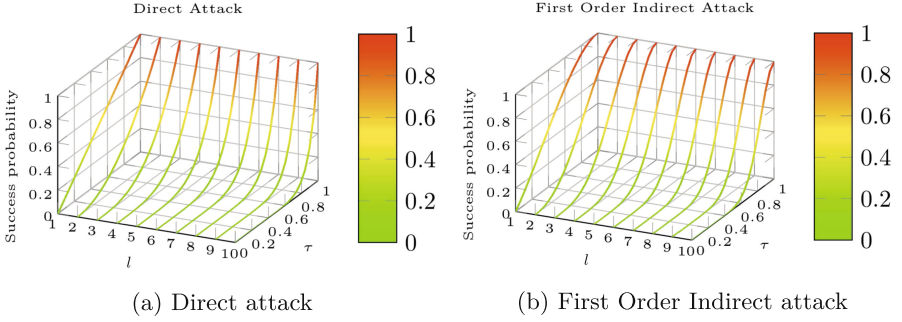 Direct Attack
Success probability
1
0.8
0.6
0.4
0.2
0
1 2 3 4 5 6 7 8 9 10
0 0.2 0.4 0.6 0.8 1
l
τ
1
0.8
0.6
0.4
0.2
0
(a) Direct attack
First Order Indirect Attack
Success probability
1
0.8
0.6
0.4
0.2
0
1 2 3 4 5 6 7 8 9 10
0 0.2 0.4 0.6 0.8 1
l
τ
1
0.8
0.6
0.4
0.2
0
(b) First Order Indirect attack